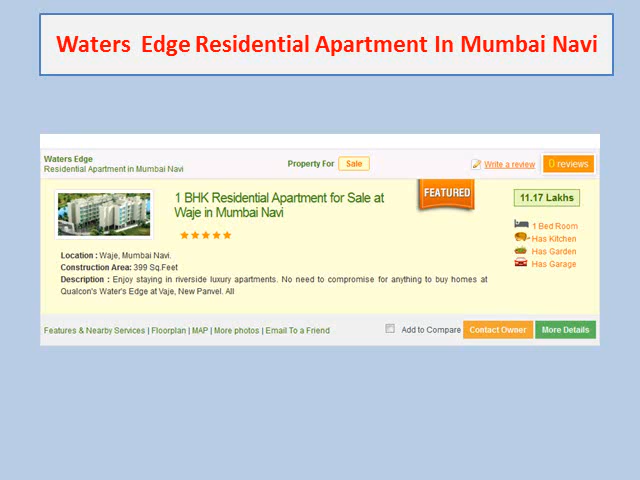 Waters Edge Residential Apartment In Mumbai Navi
Waters Edge
Residential Apartment in Mumbai Navi
Property For Sale
Write a review
0 reviews
1 BHK Residential Apartment for Sale at
Waje in Mumbai Navi
FEATURED
11.17 Lakhs
1 Bed Room
Has Kitchen
Has Garden
Has Garage
Location : Waje, Mumbai Navi.
Construction Area: 399 Sq.Feet
Description : Enjoy staying in riverside luxury apartments. No need to compromise for anything to buy homes at
Qualcon's Water's Edge at Vaje, New Panvel. All
Features & Nearby Services | Floorplan | MAP | More photos | Email To a Friend
Add to Compare
Contact Owner
More Details